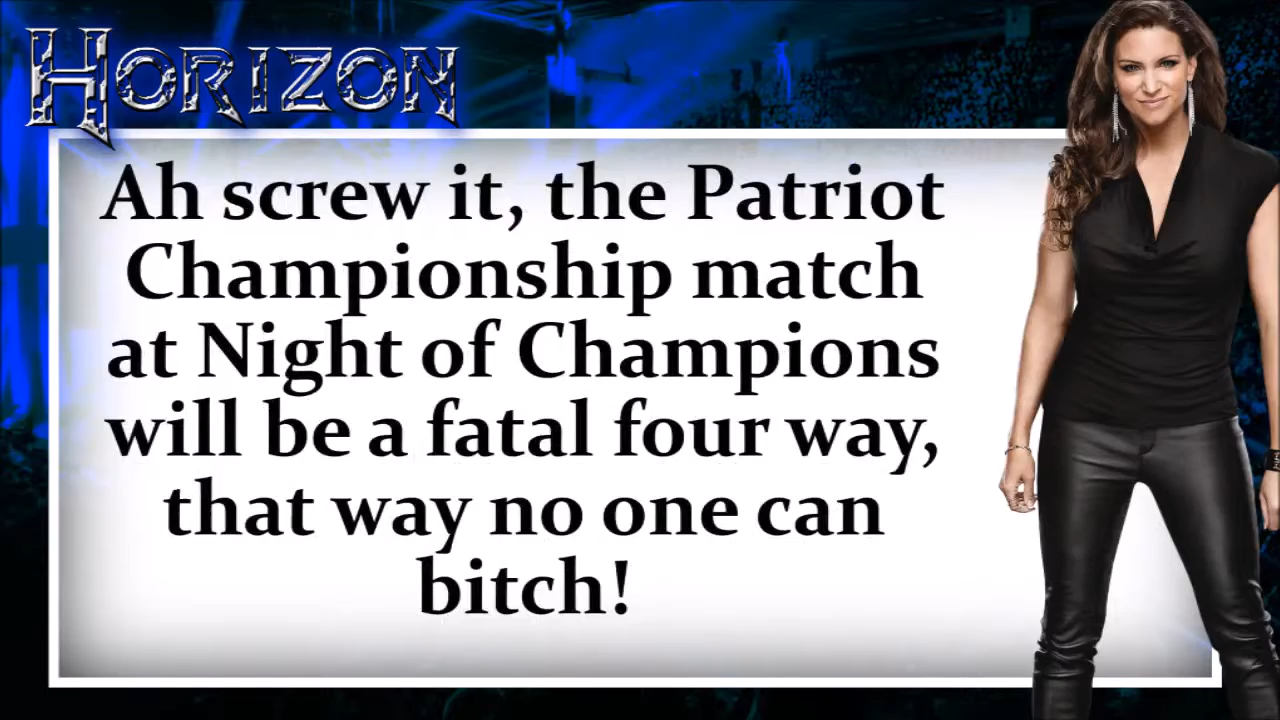 HORIZON
Ah screw it, the Patriot
Championship match
at Night of Champions
will be a fatal four way,
that way no one can
bitch!